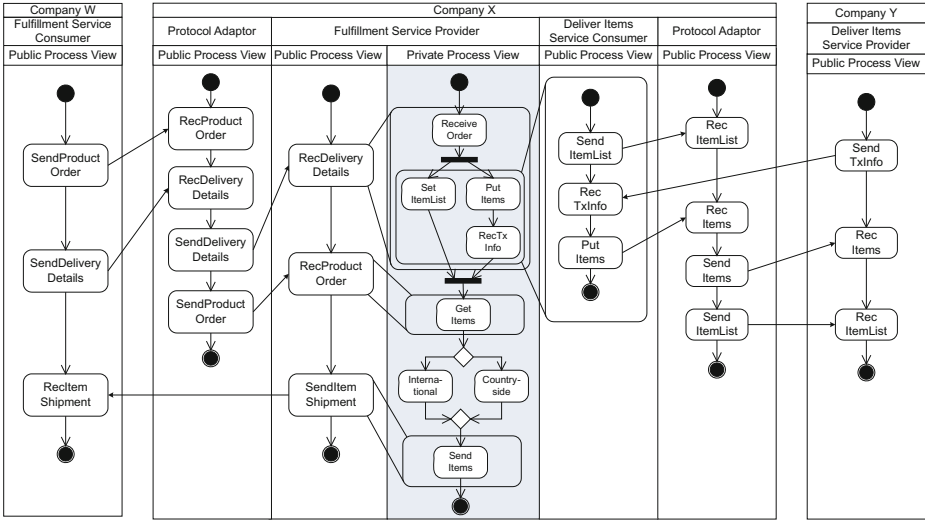 Company W
Fulfillment Service
Consumer
Public Process View
SendProduct
Order
SendDelivery
Details
RecItem
Shipment
Company X
Protocol Adaptor
Public Process View
RecProduct
Order
RecDelivery
Details
SendDelivery
Details
SendProduct
Order
Fulfillment Service Provider
Public Process View
RecDelivery
Details
RecProduct
Order
SendItem
Shipment
Private Process View
Receive
Order
Set
ItemList
Put
Items
RecTx
Info
Get
Items
Interna-
tional
Country-
side
Send
Items
Deliver Items
Service Consumer
Public Process View
Send
ItemList
Rec
TxInfo
Put
Items
Protocol Adaptor
Public Process View
Rec
ItemList
Rec
Items
Send
Items
Send
ItemList
Company Y
Deliver Items
Service Provider
Public Process View
Send
TxInfo
Rec
Items
Rec
ItemList